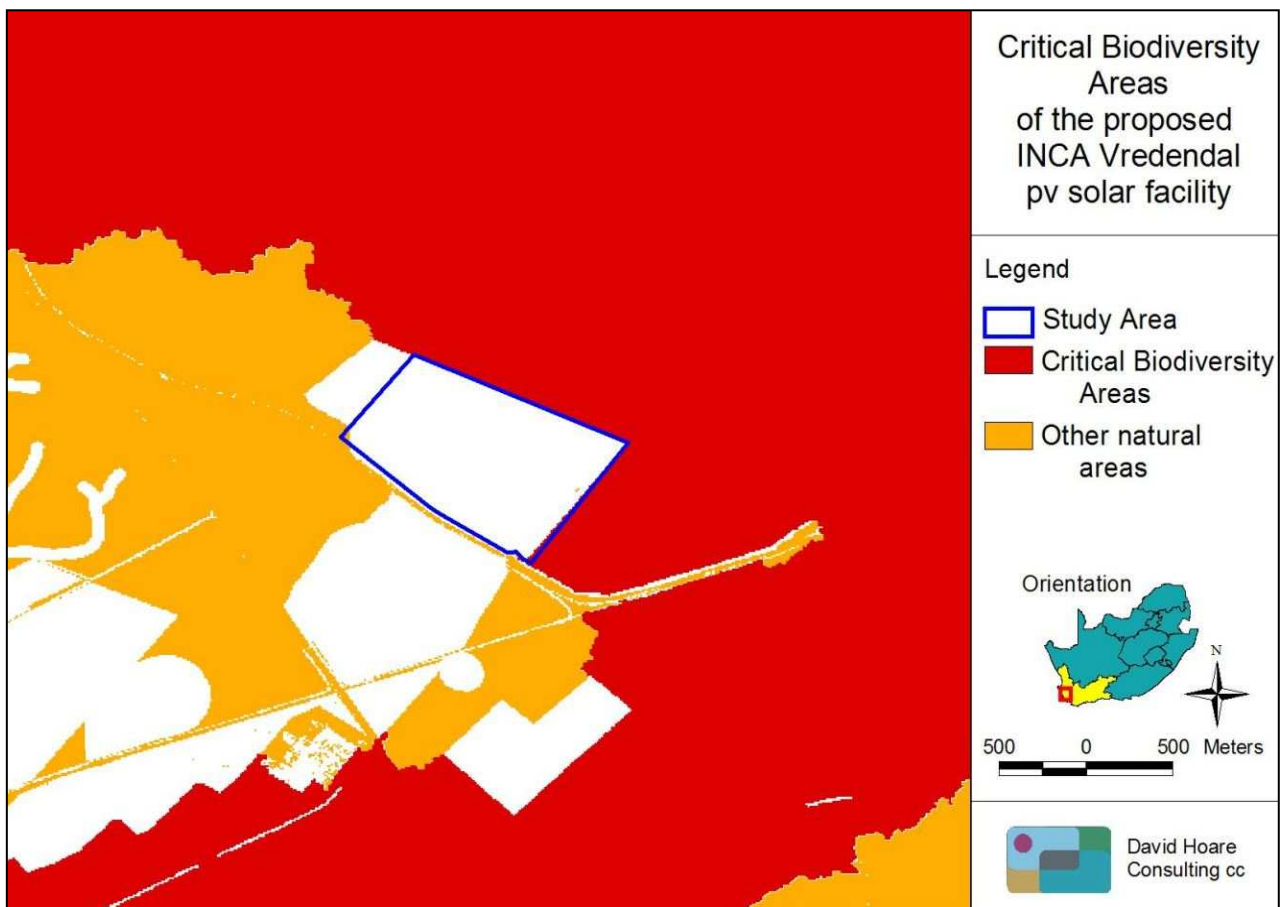 Critical Biodiversity
Areas
of the proposed
INCA Vredendal
pv solar facility
Legend
Study Area
Critical Biodiversity
Areas
Other natural
areas
Orientation
N
500 0 500 Meters
David Hoare
Consulting cc